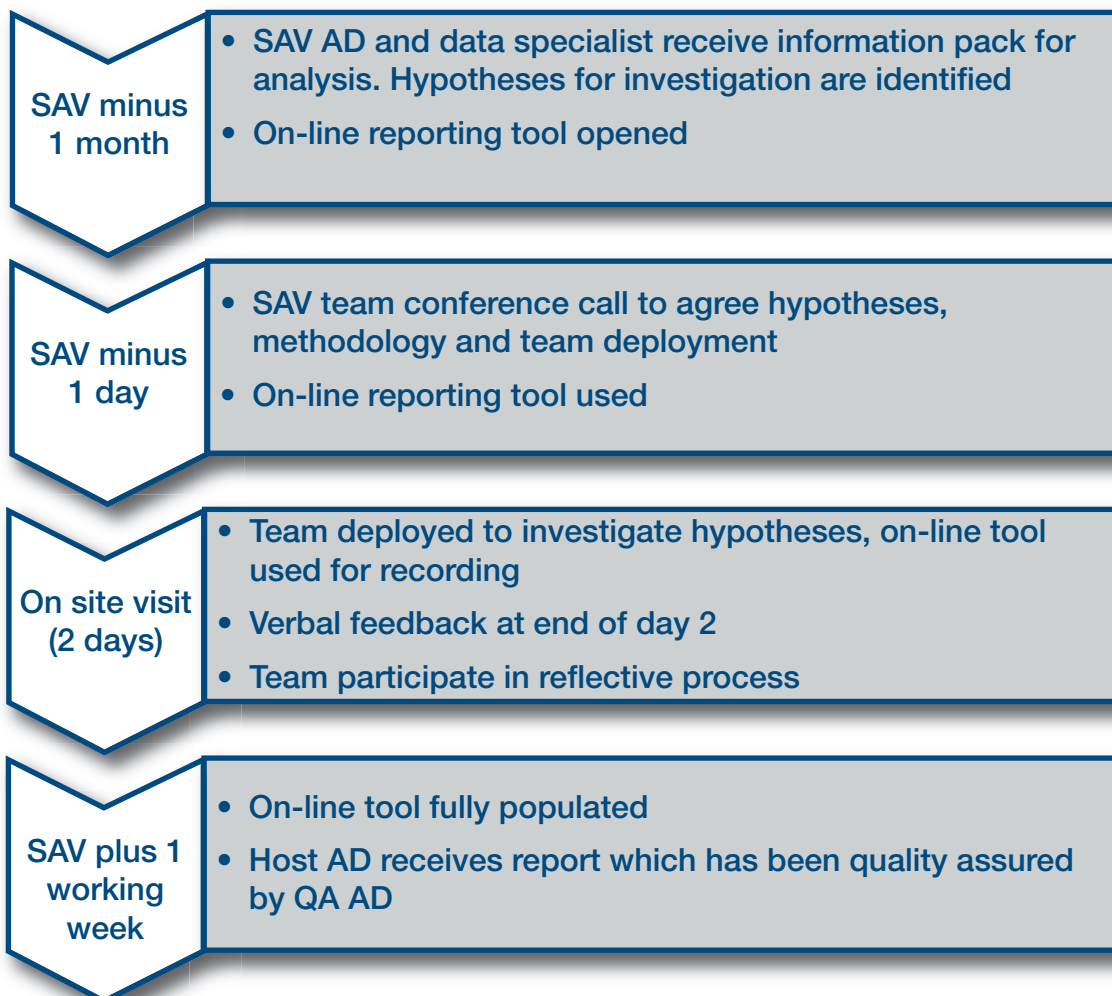 SAV minus
1 month
• SAV AD and data specialist receive information pack for
analysis. Hypotheses for investigation are identified
• On-line reporting tool opened
SAV minus
1 day
• SAV team conference call to agree hypotheses,
methodology and team deployment
• On-line reporting tool used
On site visit
(2 days)
• Team deployed to investigate hypotheses, on-line tool
used for recording
• Verbal feedback at end of day 2
• Team participate in reflective process
SAV plus 1
working
week
• On-line tool fully populated
• Host AD receives report which has been quality assured
by QA AD